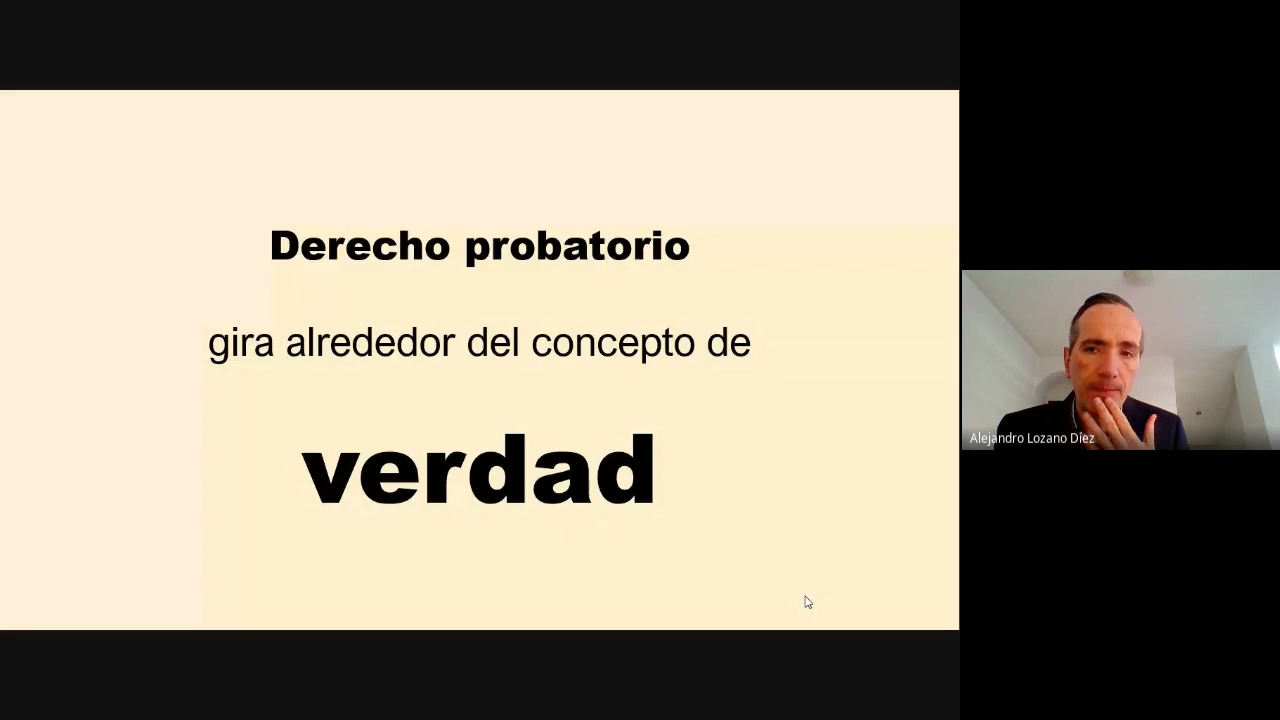 Derecho probatorio
gira alrededor del concepto de
verdad
Alejandro Lozano Díez